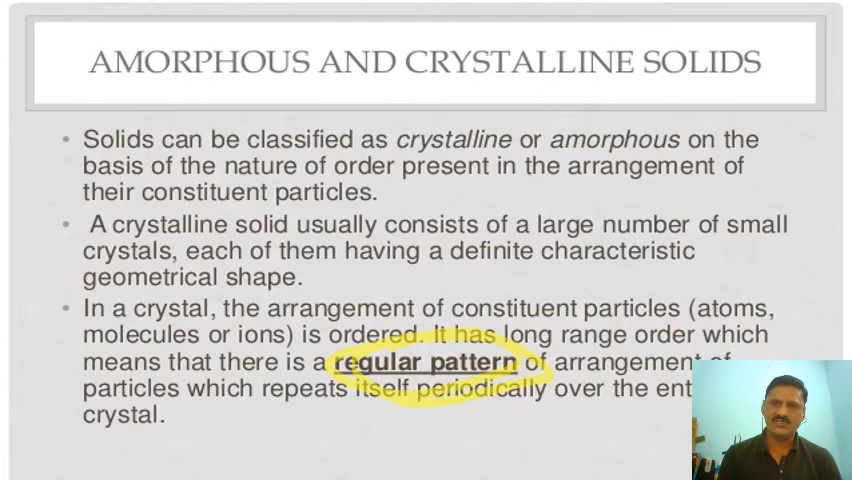 AMORPHOUS AND CRYSTALLINE SOLIDS
• Solids can be classified as crystalline or amorphous on the
basis of the nature of order present in the arrangement of
their constituent particles.
• A crystalline solid usually consists of a large number of small
crystals, each of them having a definite characteristic
geometrical shape.
• In a crystal, the arrangement of constituent particles (atoms,
molecules or ions) is ordered. It has long range order which
means that there is a regular pattern of arrangement of
particles which repeats itself periodically over the
crystal.